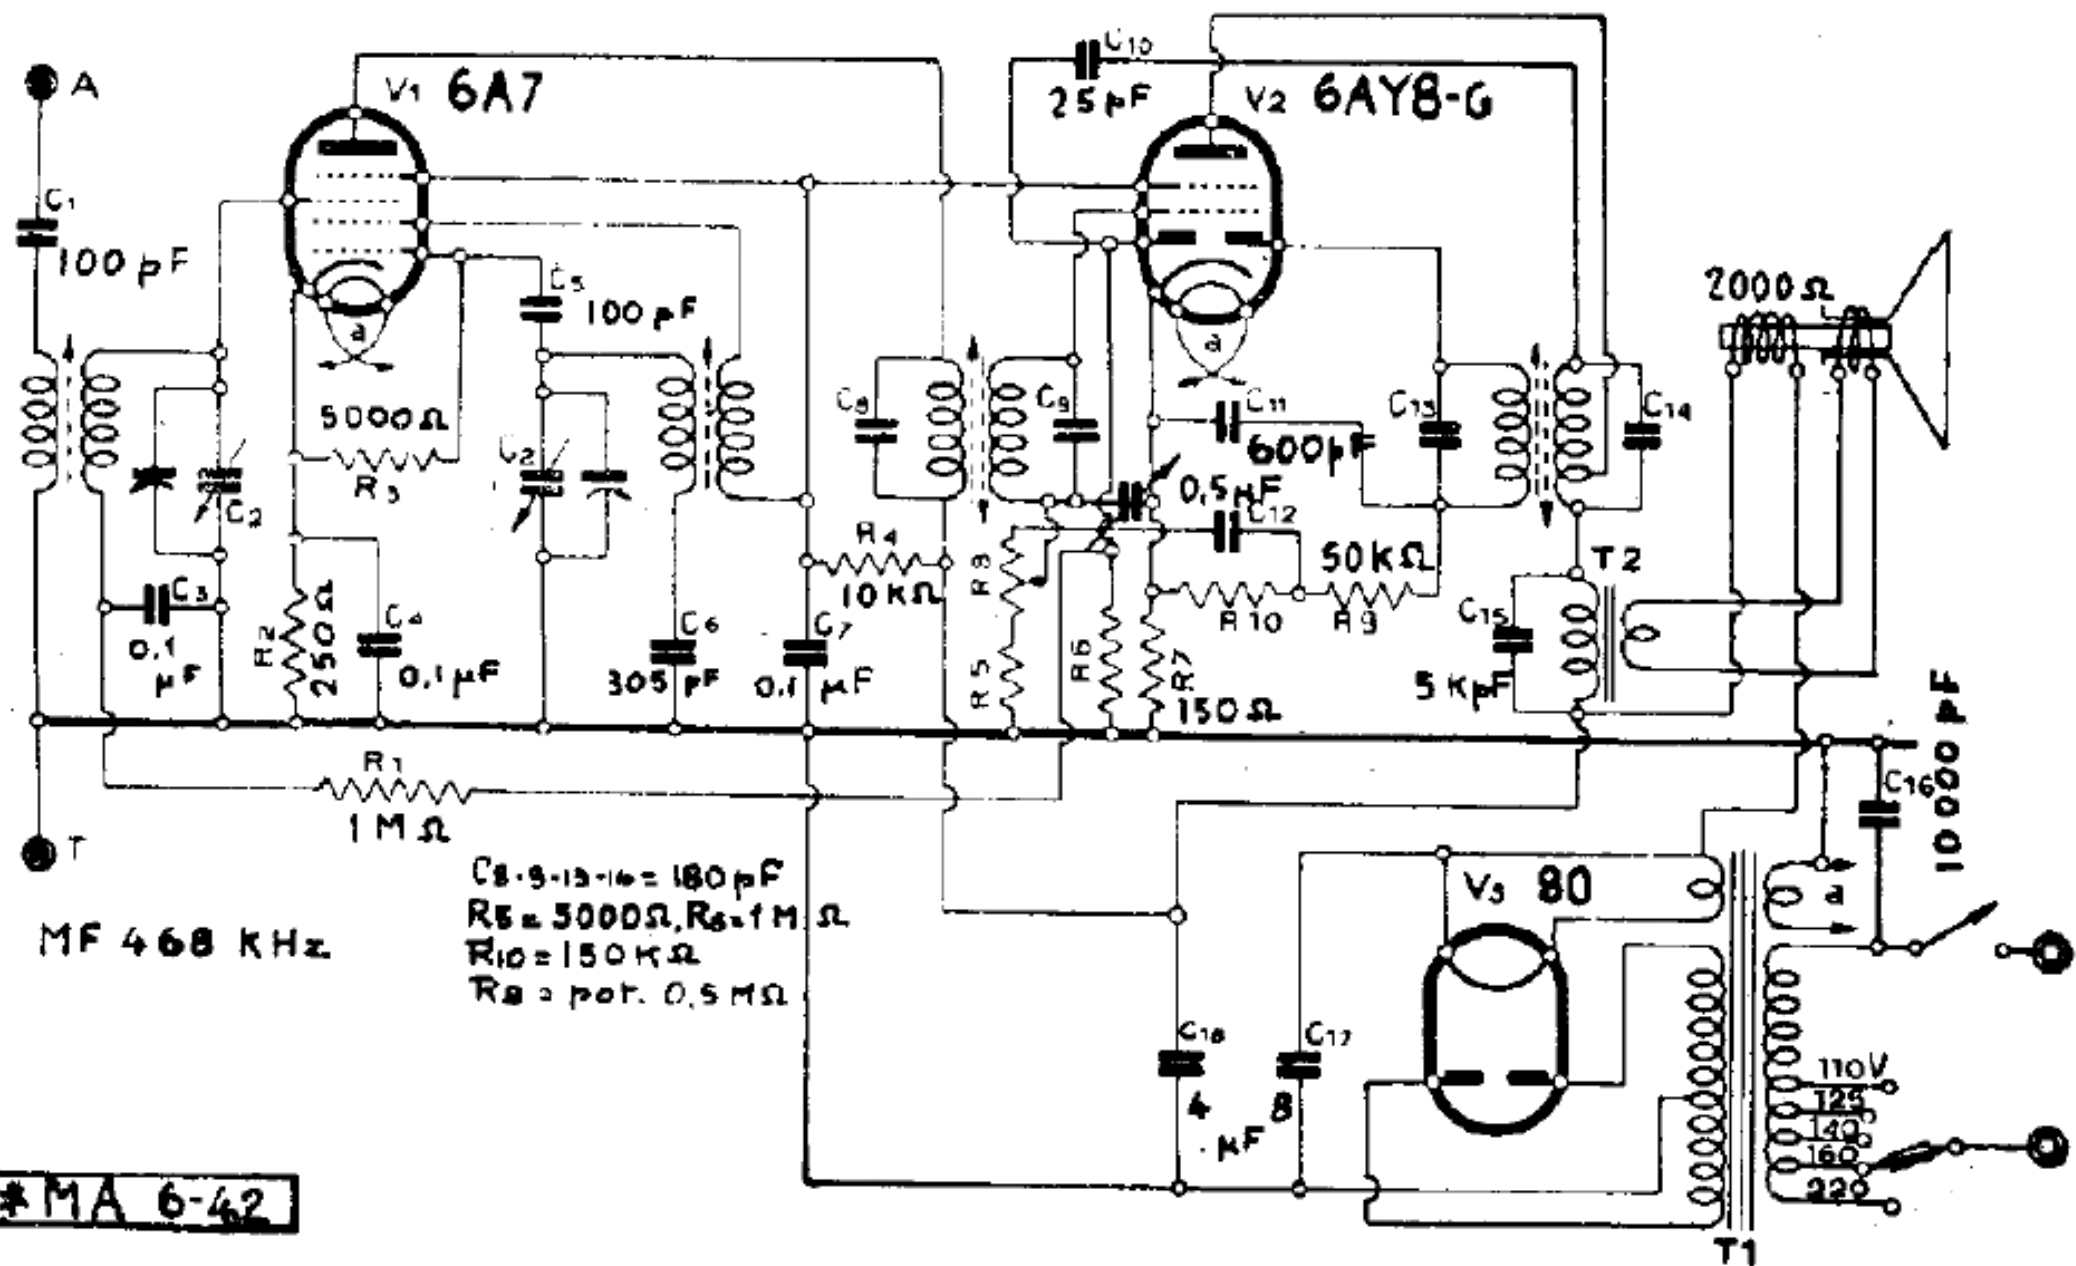 A
C1
100 pF
V1 6A7
C10
25 pF
V2 6AY8-G
C5
100 pF
a
a
2000 Ω
5000 Ω
R3
C2
C2
C8
C9
C11
600 pF
C13
C14
0,5 µF
C12
C3
0,1 µF
R2
250 Ω
C4
0,1 µF
C6
305 pF
C7
0,1 µF
R4
10 KΩ
R8
R5
R6
R7
150 Ω
R10
R9
50 KΩ
C15
5 KpF
T2
R1
1 MΩ
C16
10000 pF
T
C8-9-13-14= 180 pF
R5= 3000Ω, R6=1 M Ω
R10=150 KΩ
R8= pot. 0,5 MΩ
MF 468 KHz
V3 80
a
C18
4
C17
8
µF
110V
125
140
160
220
T1
* MA 6-42